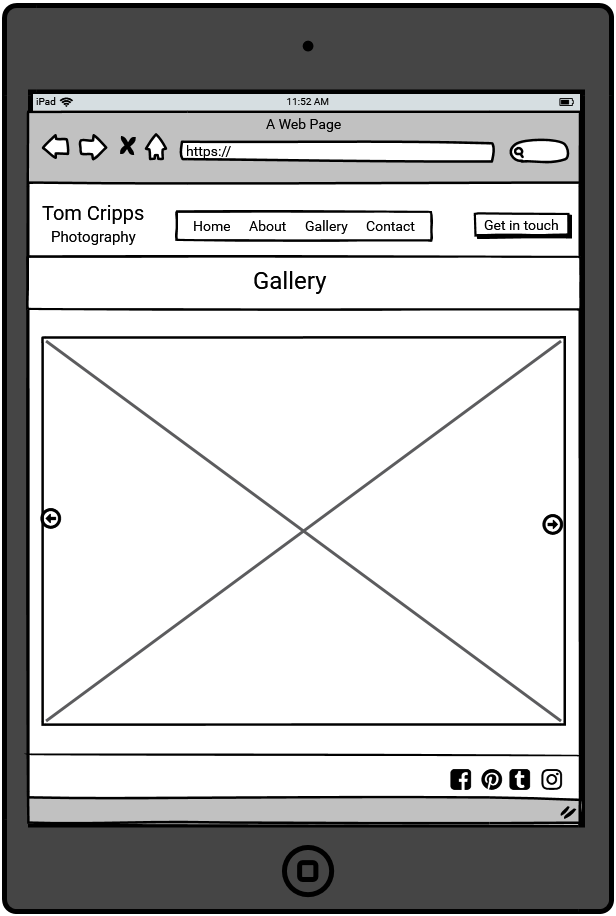 iPad 11:52 AM
A Web Page
https://
Tom Cripps
Photography
Home About Gallery Contact
Get in touch
Gallery